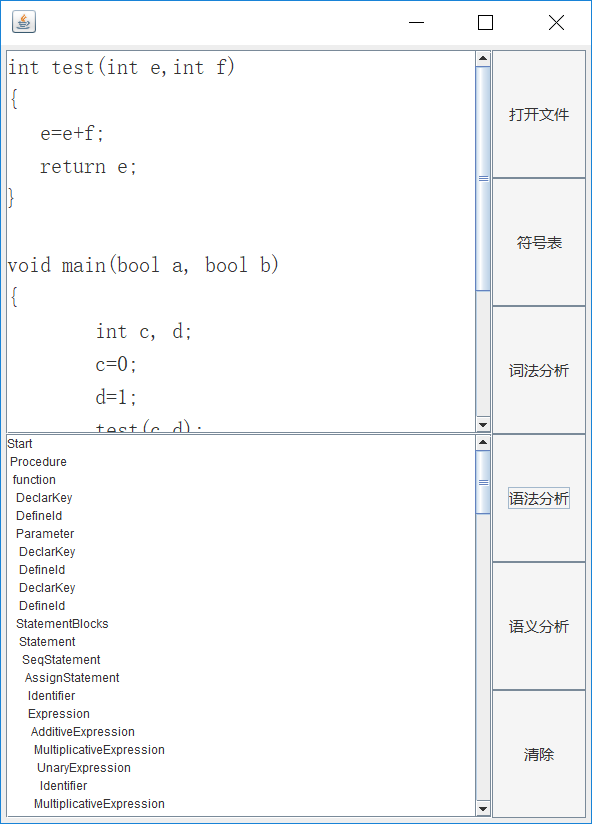 int test(int e,int f)
{
e=e+f;
return e;
}
void main(bool a, bool b)
{
int c, d;
c=0;
d=1;
test(c,d);
Start
Procedure
function
DeclarKey
DefineId
Parameter
DeclarKey
DefineId
DeclarKey
DefineId
StatementBlocks
Statement
SeqStatement
AssignStatement
Identifier
Expression
AdditiveExpression
MultiplicativeExpression
UnaryExpression
Identifier
MultiplicativeExpression
打开文件
符号表
词法分析
语法分析
语义分析
清除